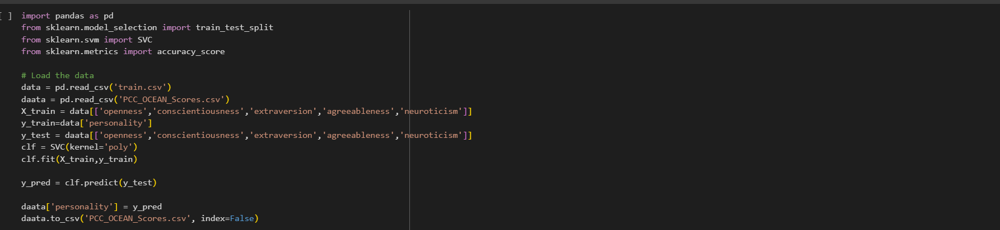 [ ] import pandas as pd
from sklearn.model_selection import train_test_split
from sklearn.svm import SVC
from sklearn.metrics import accuracy_score
# Load the data
data = pd.read_csv('train.csv')
daata = pd.read_csv('PCC_OCEAN_Scores.csv')
X_train = data[['openness','conscientiousness','extraversion','agreeableness','neuroticism']]
y_train=data['personality']
y_test = daata[['openness','conscientiousness','extraversion','agreeableness','neuroticism']]
clf = SVC(kernel='poly')
clf.fit(X_train,y_train)
y_pred = clf.predict(y_test)
daata['personality'] = y_pred
daata.to_csv('PCC_OCEAN_Scores.csv', index=False)